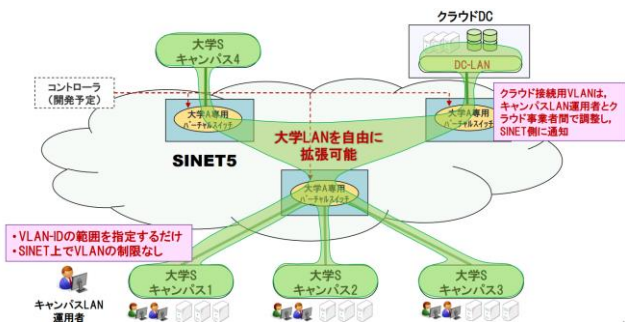 クラウドDC
大学S
キャンパス4
DC-LAN
コントローラ
(開発予定)
大学A専用
バーチャルスイッチ
大学A専用
バーチャルスイッチ
クラウド接続用VLANは,
キャンパスLAN運用者とク
ラウド事業者間で調整し,
SINET側に通知
大学LANを自由に
拡張可能
SINET5
大学A専用
バーチャルスイッチ
・VLAN-IDの範囲を指定するだけ
・SINET上でVLANの制限なし
大学S
キャンパス1
大学S
キャンパス2
大学S
キャンパス3
キャンパスLAN
運用者